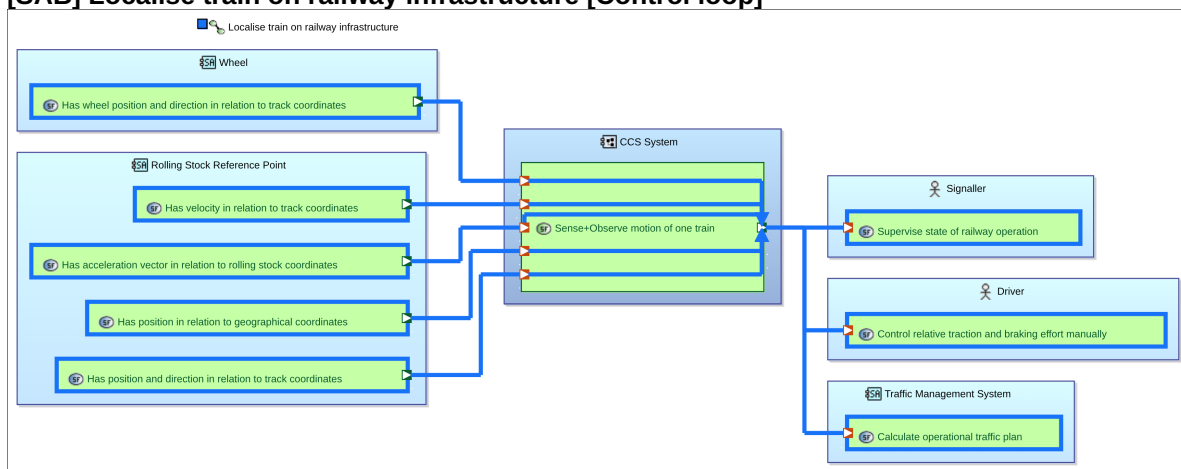 [SAB] Localise train on railway infrastructure [Control loop]
Localise train on railway infrastructure
SA Wheel
SF Has wheel position and direction in relation to track coordinates
SA Rolling Stock Reference Point
SF Has velocity in relation to track coordinates
SF Has acceleration vector in relation to rolling stock coordinates
SF Has position in relation to geographical coordinates
SF Has position and direction in relation to track coordinates
CCS System
SF Sense+Observe motion of one train
Signaller
SF Supervise state of railway operation
Driver
SF Control relative traction and braking effort manually
SA Traffic Management System
SF Calculate operational traffic plan